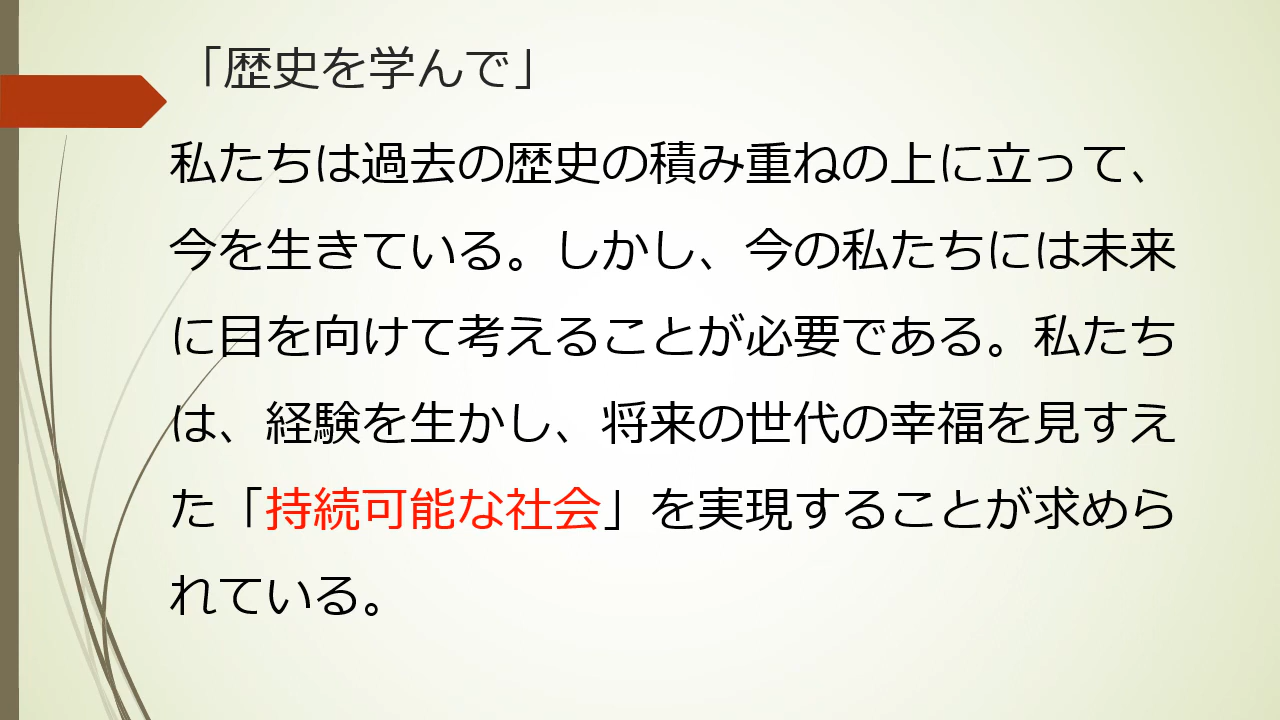 「歴史を学んで」
私たちは過去の歴史の積み重ねの上に立って、
今を生きている。しかし、今の私たちには未来
に目を向けて考えることが必要である。私たち
は、経験を生かし、将来の世代の幸福を見すえ
た「持続可能な社会」を実現することが求めら
れている。